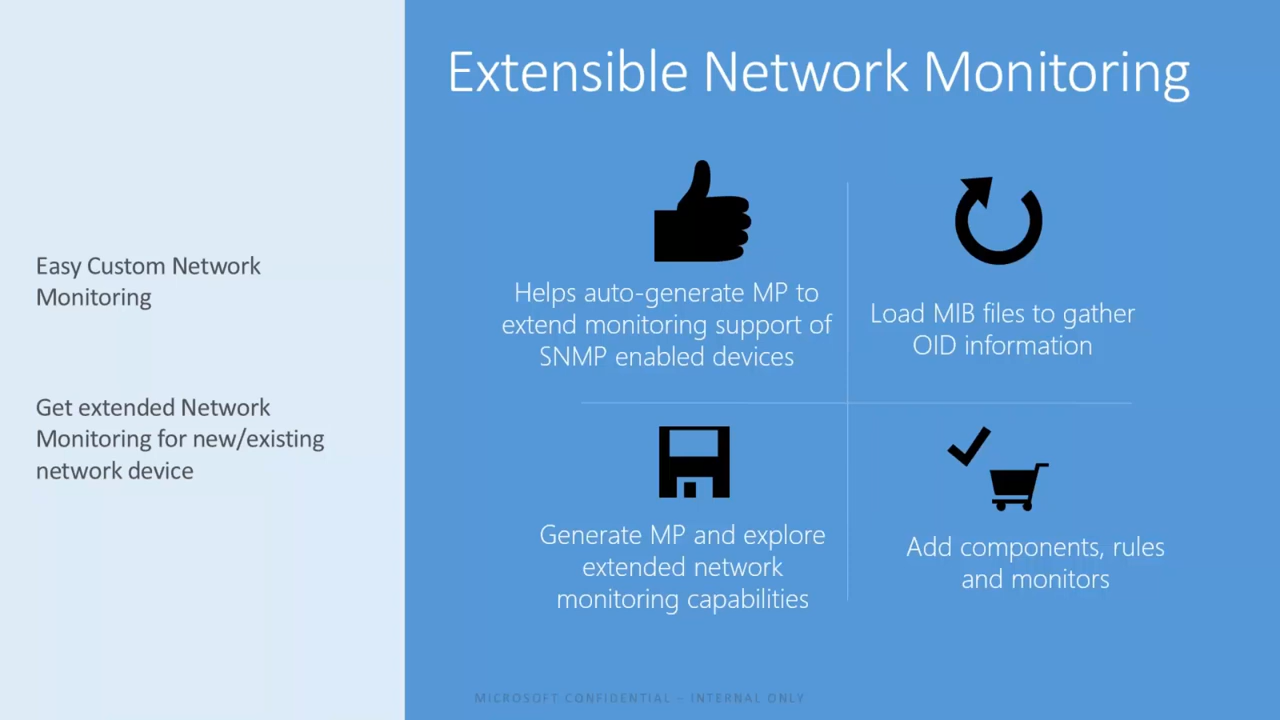 Extensible Network Monitoring
Easy Custom Network
Monitoring
Get extended Network
Monitoring for new/existing
network device
Helps auto-generate MP to
extend monitoring support of
SNMP enabled devices
Load MIB files to gather
OID information
Generate MP and explore
extended network
monitoring capabilities
Add components, rules
and monitors
MICROSOFT CONFIDENTIAL – INTERNAL ONLY